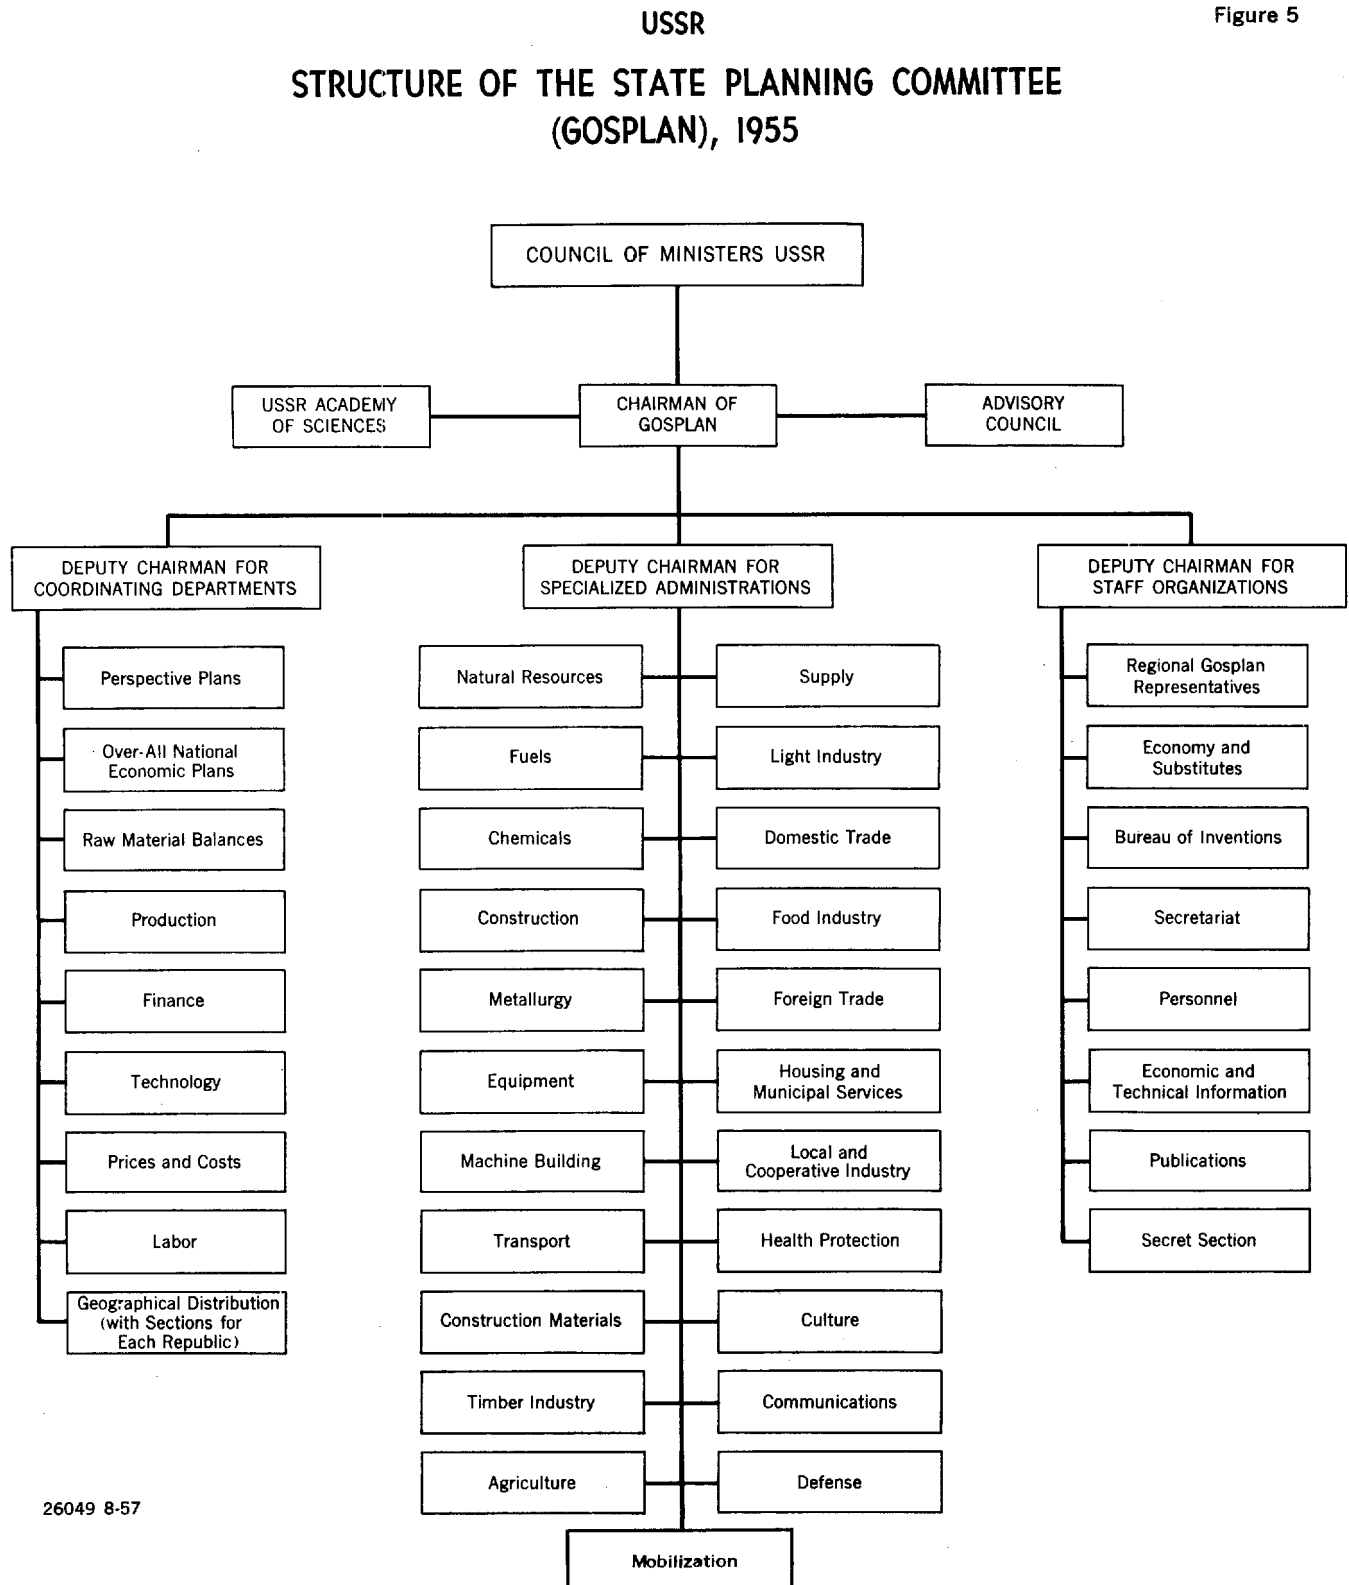 Figure 5
USSR
STRUCTURE OF THE STATE PLANNING COMMITTEE
(GOSPLAN), 1955
COUNCIL OF MINISTERS USSR
USSR ACADEMY
OF SCIENCES
CHAIRMAN OF
GOSPLAN
ADVISORY
COUNCIL
DEPUTY CHAIRMAN FOR
COORDINATING DEPARTMENTS
Perspective Plans
Over-All National
Economic Plans
Raw Material Balances
Production
Finance
Technology
Prices and Costs
Labor
Geographical Distribution
(with Sections for
Each Republic)
DEPUTY CHAIRMAN FOR
SPECIALIZED ADMINISTRATIONS
Natural Resources
Supply
Fuels
Light Industry
Chemicals
Domestic Trade
Construction
Food Industry
Metallurgy
Foreign Trade
Equipment
Housing and
Municipal Services
Machine Building
Local and
Cooperative Industry
Transport
Health Protection
Construction Materials
Culture
Timber Industry
Communications
Agriculture
Defense
Mobilization
DEPUTY CHAIRMAN FOR
STAFF ORGANIZATIONS
Regional Gosplan
Representatives
Economy and
Substitutes
Bureau of Inventions
Secretariat
Personnel
Economic and
Technical Information
Publications
Secret Section
26049 8-57